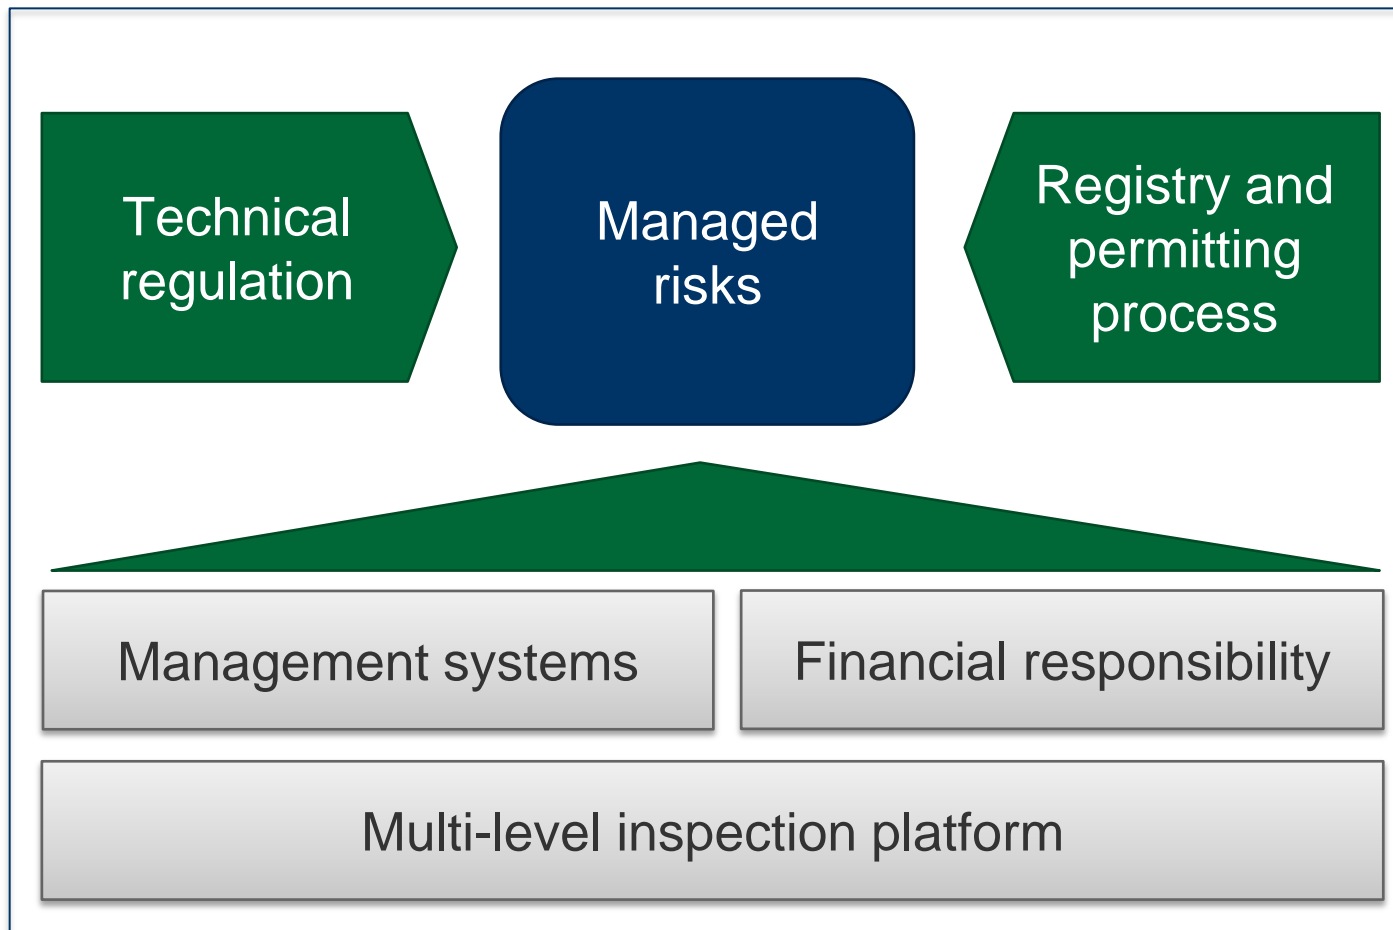 Technical
regulation
Managed
risks
Registry and
permitting
process
Management systems
Financial responsibility
Multi-level inspection platform